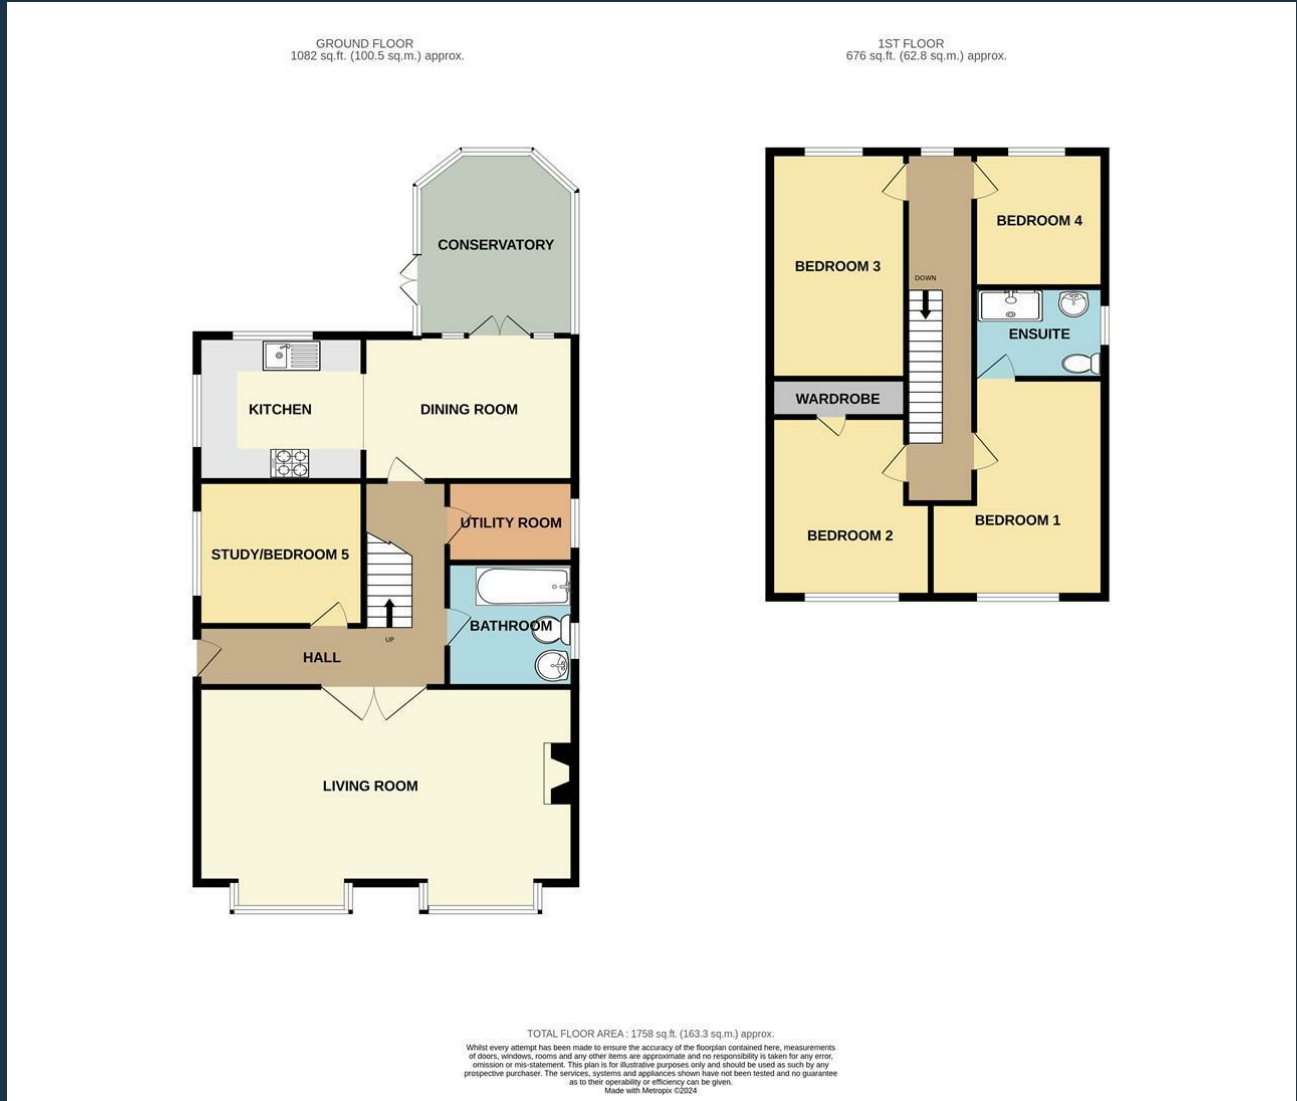 GROUND FLOOR
1082 sq.ft. (100.5 sq.m.) approx.
1ST FLOOR
676 sq.ft. (62.8 sq.m.) approx.
CONSERVATORY
KITCHEN
DINING ROOM
UTILITY ROOM
STUDY/BEDROOM 5
BATHROOM
UP
HALL
LIVING ROOM
BEDROOM 4
BEDROOM 3
DOWN
ENSUITE
WARDROBE
BEDROOM 1
BEDROOM 2
TOTAL FLOOR AREA : 1758 sq.ft. (163.3 sq.m.) approx.
Whilst every attempt has been made to ensure the accuracy of the floorplan contained here, measurements
of doors, windows, rooms and any other items are approximate and no responsibility is taken for any error,
omission or mis-statement. This plan is for illustrative purposes only and should be used as such by any
prospective purchaser. The services, systems and appliances shown have not been tested and no guarantee
as to their operability or efficiency can be given.
Made with Metropix ©2024